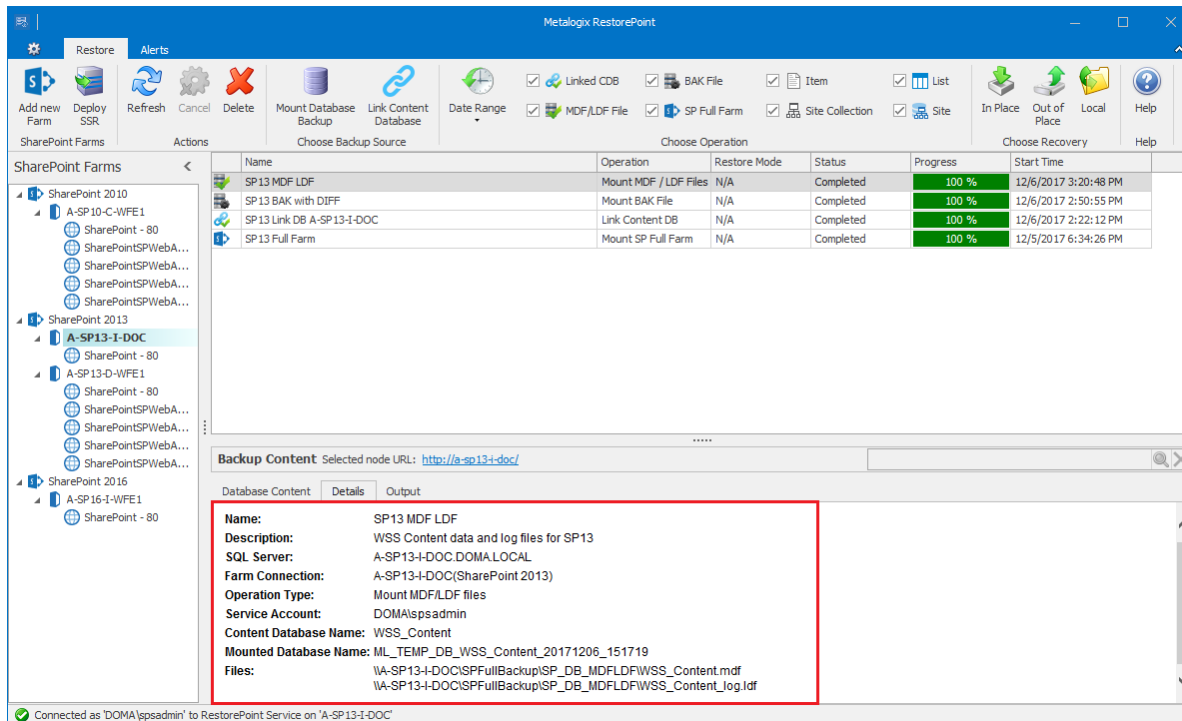 Metalogix RestorePoint
Restore Alerts
Add new Farm Deploy SSR Refresh Cancel Delete Mount Database Backup Link Content Database Date Range Linked CDB BAK File Item List In Place Out of Place Local Help
MDF/LDF File SP Full Farm Site Collection Site
SharePoint Farms Actions Choose Backup Source Choose Operation Choose Recovery Help
SharePoint Farms <
Name Operation Restore Mode Status Progress Start Time
SP13 MDF LDF Mount MDF / LDF Files N/A Completed 100 % 12/6/2017 3:20:48 PM
SP13 BAK with DIFF Mount BAK File N/A Completed 100 % 12/6/2017 2:50:55 PM
SP13 Link DB A-SP13-I-DOC Link Content DB N/A Completed 100 % 12/6/2017 2:22:12 PM
SP13 Full Farm Mount SP Full Farm N/A Completed 100 % 12/5/2017 6:34:26 PM
SharePoint 2010
A-SP10-C-WFE1
SharePoint - 80
SharePointSPWebA...
SharePointSPWebA...
SharePointSPWebA...
SharePointSPWebA...
SharePoint 2013
A-SP13-I-DOC
SharePoint - 80
A-SP13-D-WFE1
SharePoint - 80
SharePointSPWebA...
SharePointSPWebA...
SharePointSPWebA...
SharePointSPWebA...
SharePoint 2016
A-SP16-I-WFE1
SharePoint - 80
Backup Content Selected node URL: http://a-sp13-i-doc/
Database Content Details Output
Name: SP13 MDF LDF
Description: WSS Content data and log files for SP13
SQL Server: A-SP13-I-DOC.DOMA.LOCAL
Farm Connection: A-SP13-I-DOC(SharePoint 2013)
Operation Type: Mount MDF/LDF files
Service Account: DOMA\spsadmin
Content Database Name: WSS_Content
Mounted Database Name: ML_TEMP_DB_WSS_Content_20171206_151719
Files: \\A-SP13-I-DOC\SPFullBackup\SP_DB_MDFLDF\WSS_Content.mdf
\\A-SP13-I-DOC\SPFullBackup\SP_DB_MDFLDF\WSS_Content_log.ldf
Connected as 'DOMA\spsadmin' to RestorePoint Service on 'A-SP13-I-DOC'